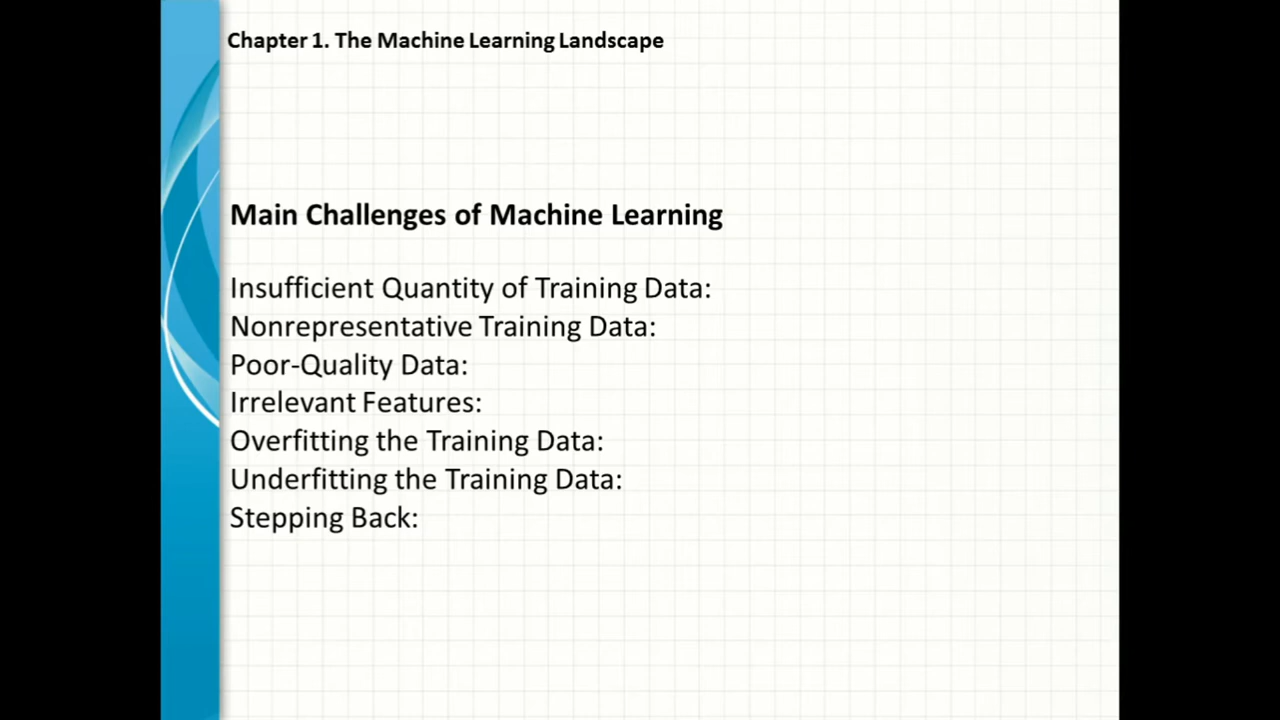 Chapter 1. The Machine Learning Landscape
Main Challenges of Machine Learning
Insufficient Quantity of Training Data:
Nonrepresentative Training Data:
Poor-Quality Data:
Irrelevant Features:
Overfitting the Training Data:
Underfitting the Training Data:
Stepping Back: